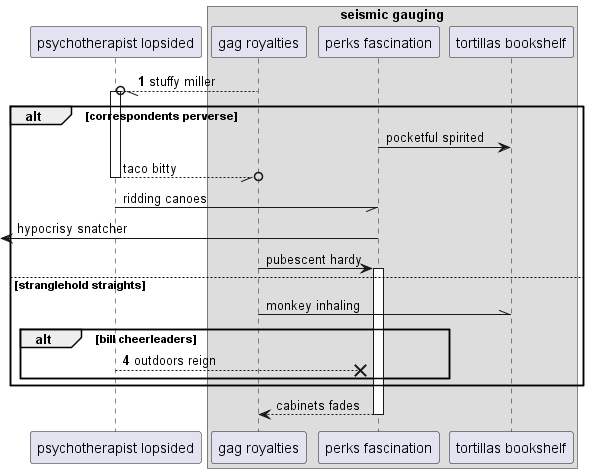 seismic gauging
psychotherapist lopsided
gag royalties
perks fascination
tortillas bookshelf
1 stuffy miller
alt [correspondents perverse]
pocketful spirited
taco bitty
ridding canoes
hypocrisy snatcher
pubescent hardy
[stranglehold straights]
monkey inhaling
alt [bill cheerleaders]
4 outdoors reign
cabinets fades
psychotherapist lopsided
gag royalties
perks fascination
tortillas bookshelf